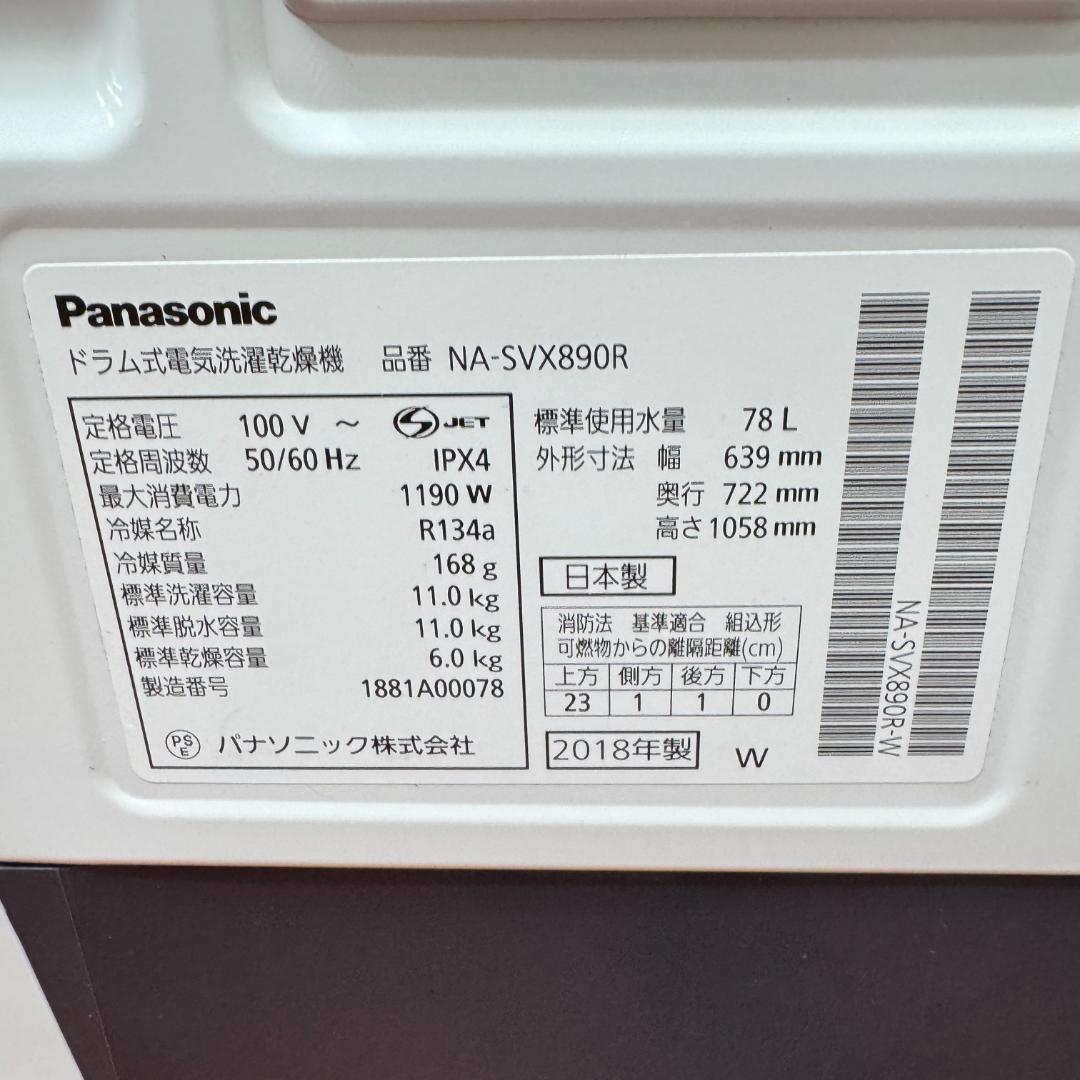 Panasonic
ドラム式電気洗濯乾燥機 品番 NA-SVX890R
定格電圧 100 V ～ S JET
定格周波数 50/60 Hz IPX4
最大消費電力 1190 W
冷媒名称 R134a
冷媒質量 168 g
標準洗濯容量 11.0 kg
標準脱水容量 11.0 kg
標準乾燥容量 6.0 kg
製造番号 1881A00078
PS E パナソニック株式会社
標準使用水量 78 L
外形寸法 幅 639 mm
奥行 722 mm
高さ 1058 mm
日本製
消防法 基準適合 組込形
可燃物からの離隔距離(cm)
上方 側方 後方 下方
23 1 1 0
2018年製 W
NA-SVX890R-W